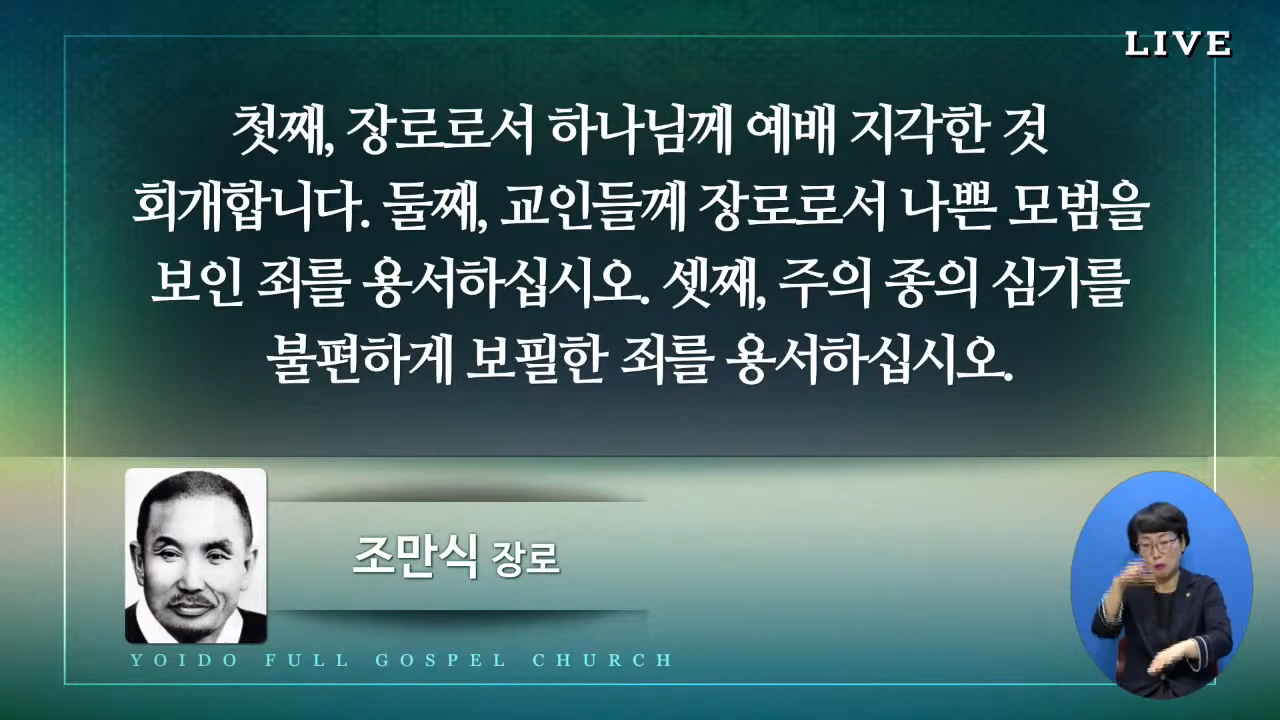 LIVE
첫째, 장로로서 하나님께 예배 지각한 것
회개합니다. 둘째, 교인들께 장로로서 나쁜 모범을
보인 죄를 용서하십시오. 셋째, 주의 종의 심기를
불편하게 보필한 죄를 용서하십시오.
조만식 장로
YOIDO FULL GOSPEL CHURCH